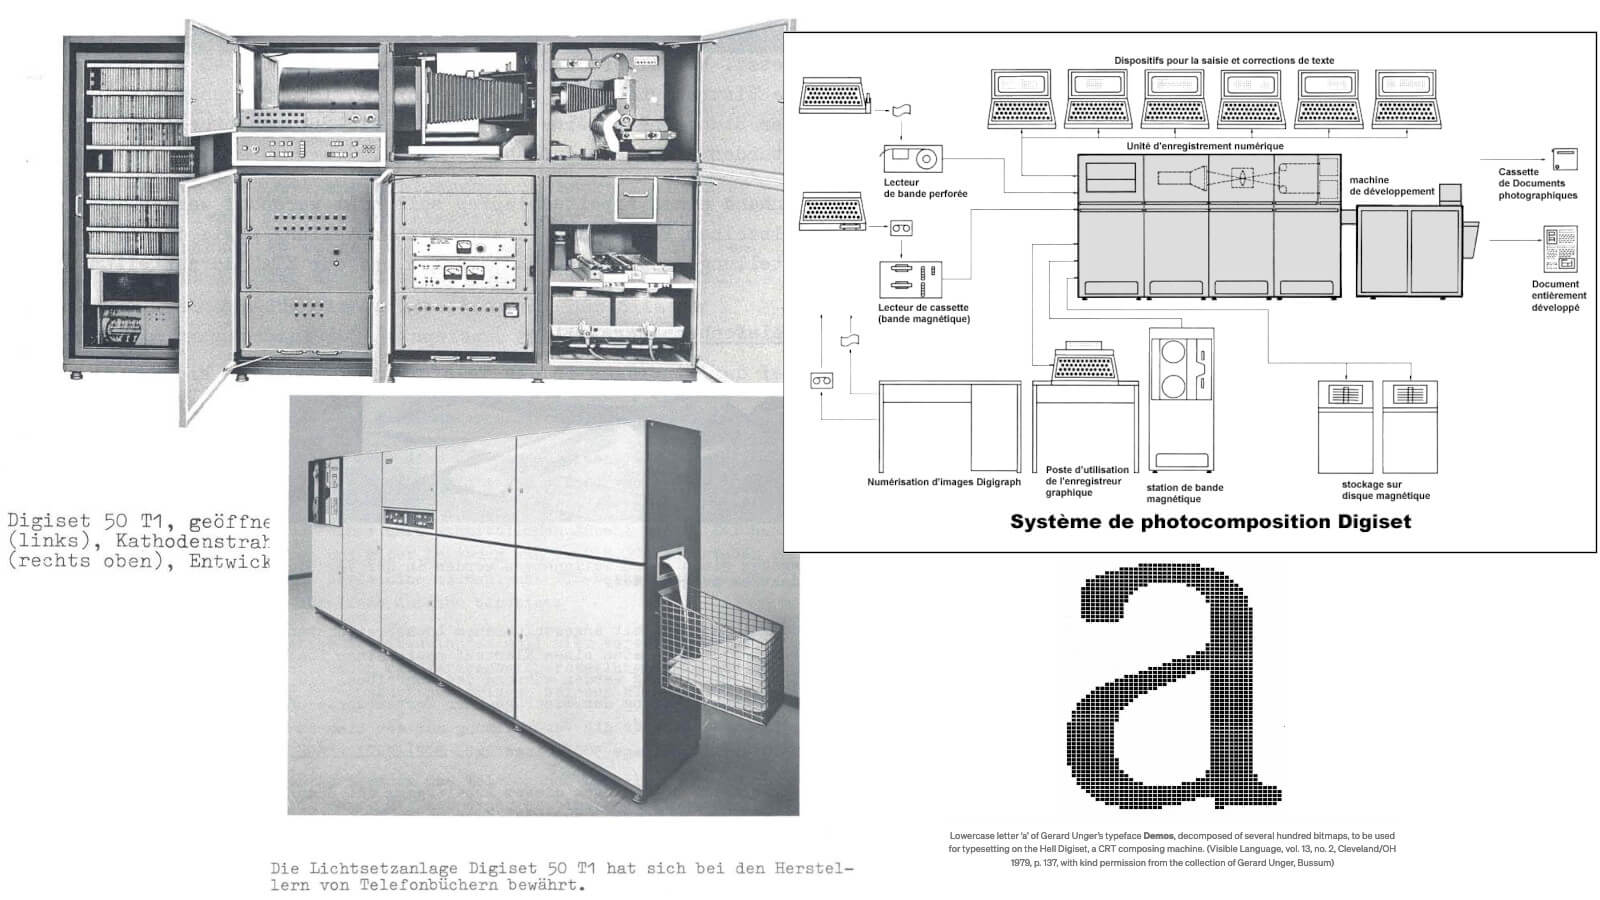 Digiset 50 T1, geöffne
(links), Kathodenstrah
(rechts oben), Entwick
Die Lichtsetzanlage Digiset 50 T1 hat sich bei den Herstel-
lern von Telefonbüchern bewährt.
Dispositifs pour la saisie et corrections de texte
Unité d'enregistrement numérique
Lecteur
de bande perforée
machine
de développement
Cassette
de Documents
photographiques
Lecteur de cassette
(bande magnétique)
Document
entièrement
développé
Numérisation d'images Digigraph
Poste d'utilisation
de l'enregistreur
graphique
station de bande
magnétique
stockage sur
disque magnétique
Système de photocomposition Digiset
a
Lowercase letter 'a' of Gerard Unger's typeface Demos, decomposed of several hundred bitmaps, to be used
for typesetting on the Hell Digiset, a CRT composing machine. (Visible Language, vol. 13, no. 2, Cleveland/OH
1979, p. 137, with kind permission from the collection of Gerard Unger, Bussum)